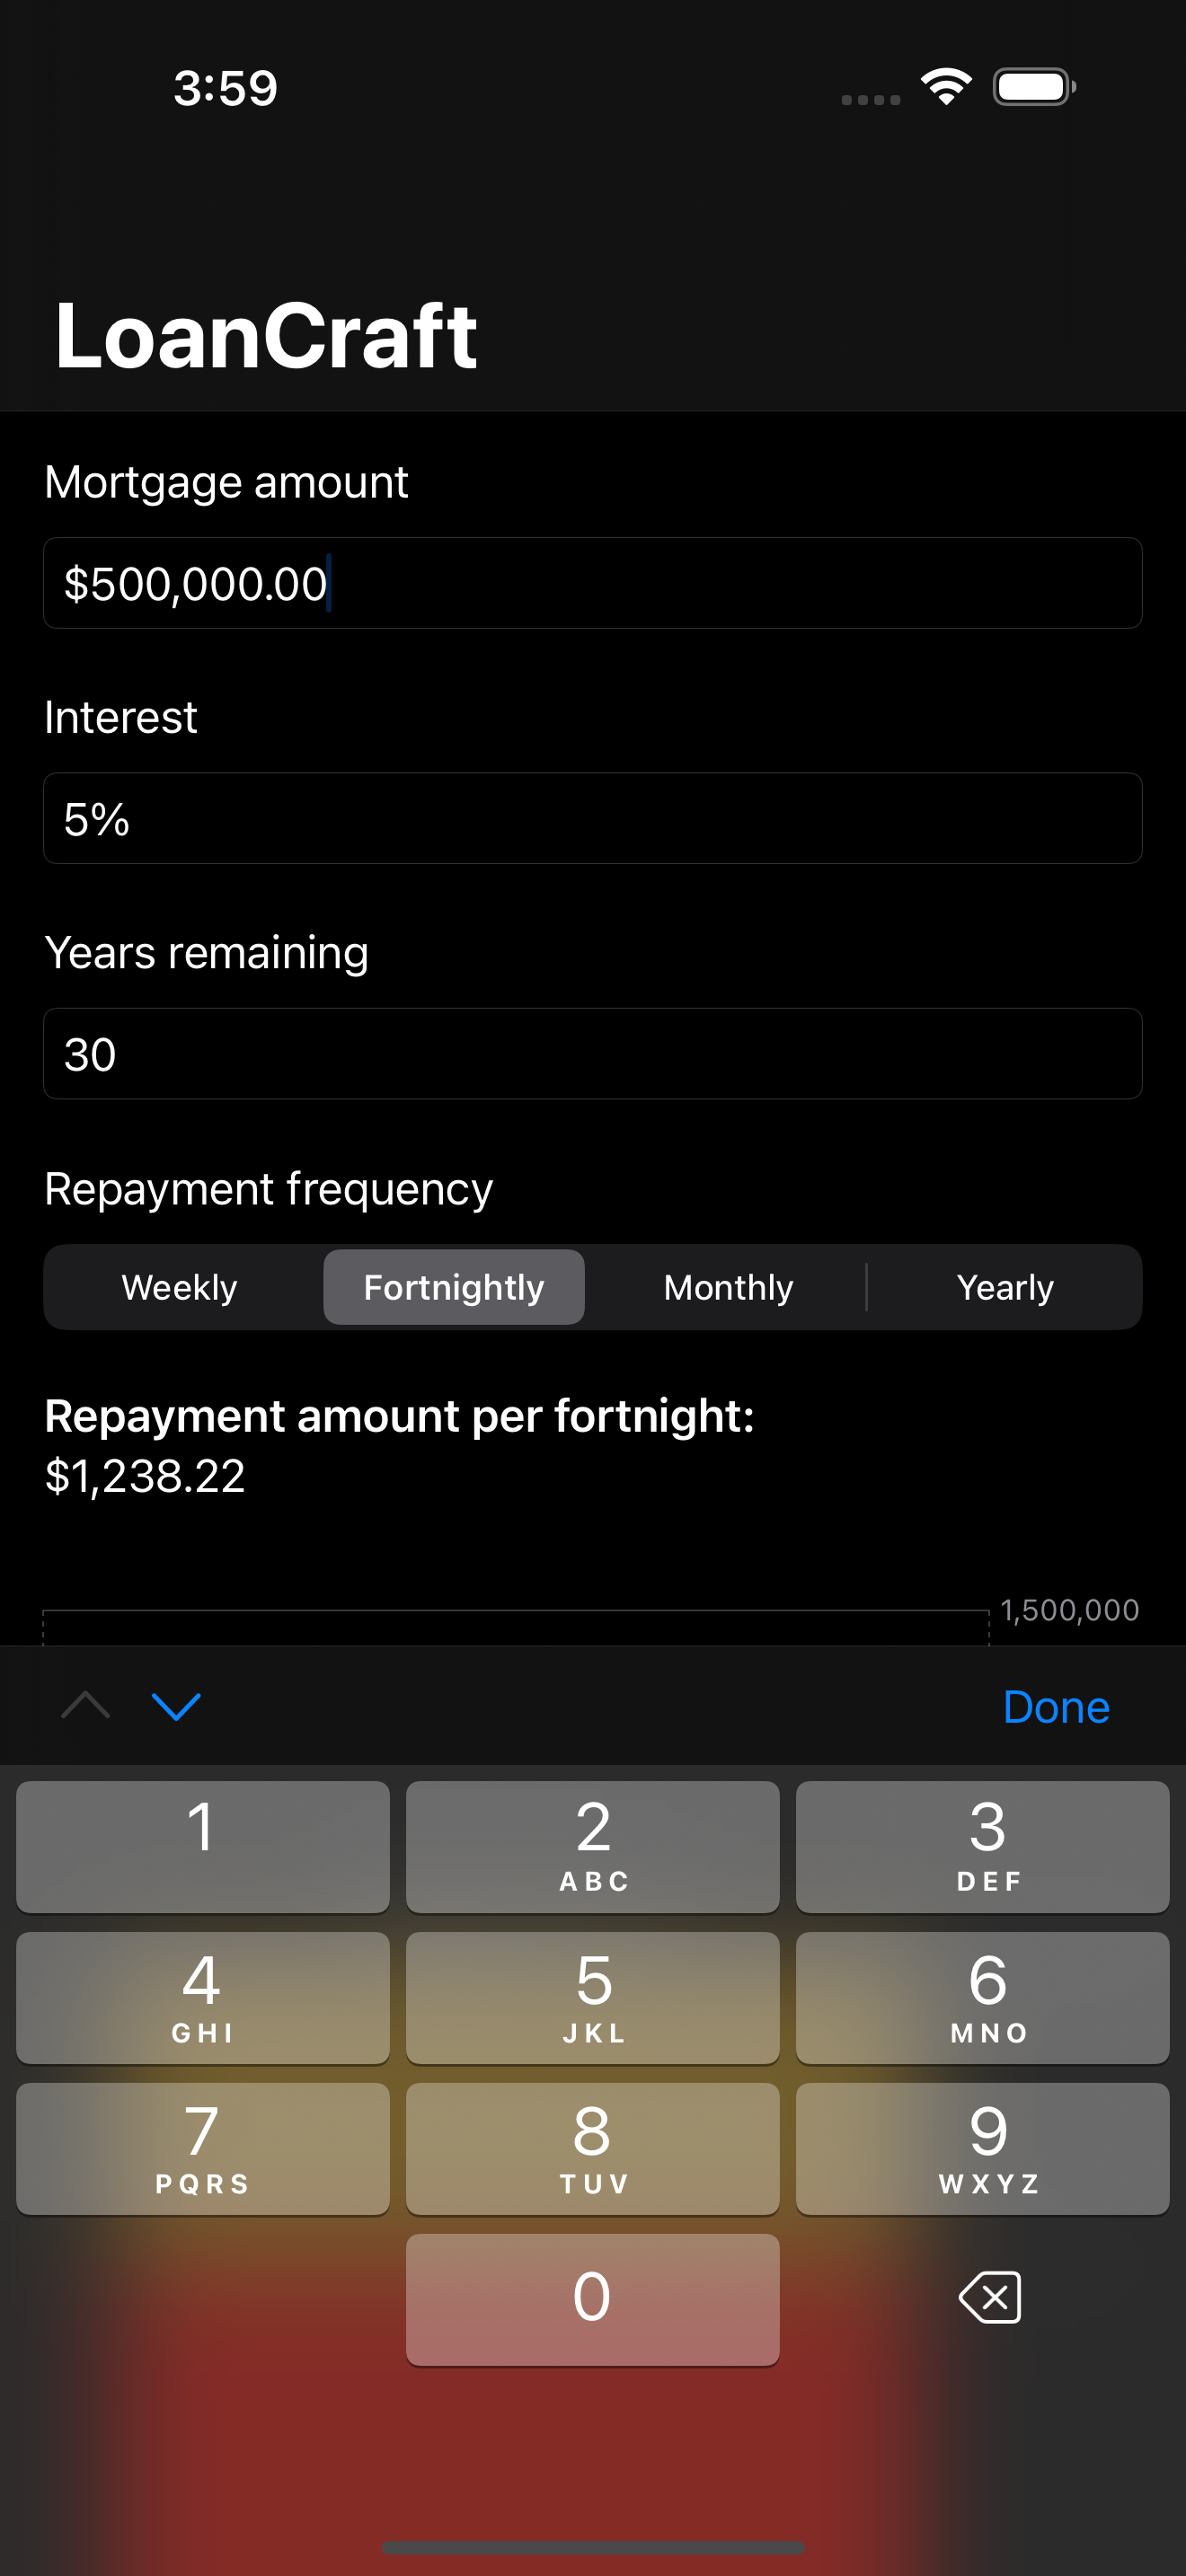 3:59
LoanCraft
Mortgage amount
$500,000.00
Interest
5%
Years remaining
30
Repayment frequency
Weekly Fortnightly Monthly Yearly
Repayment amount per fortnight:
$1,238.22
1,500,000
Done
1 2 3
ABC DEF
4 5 6
GHI JKL MNO
7 8 9
PQRS TUV WXYZ
0